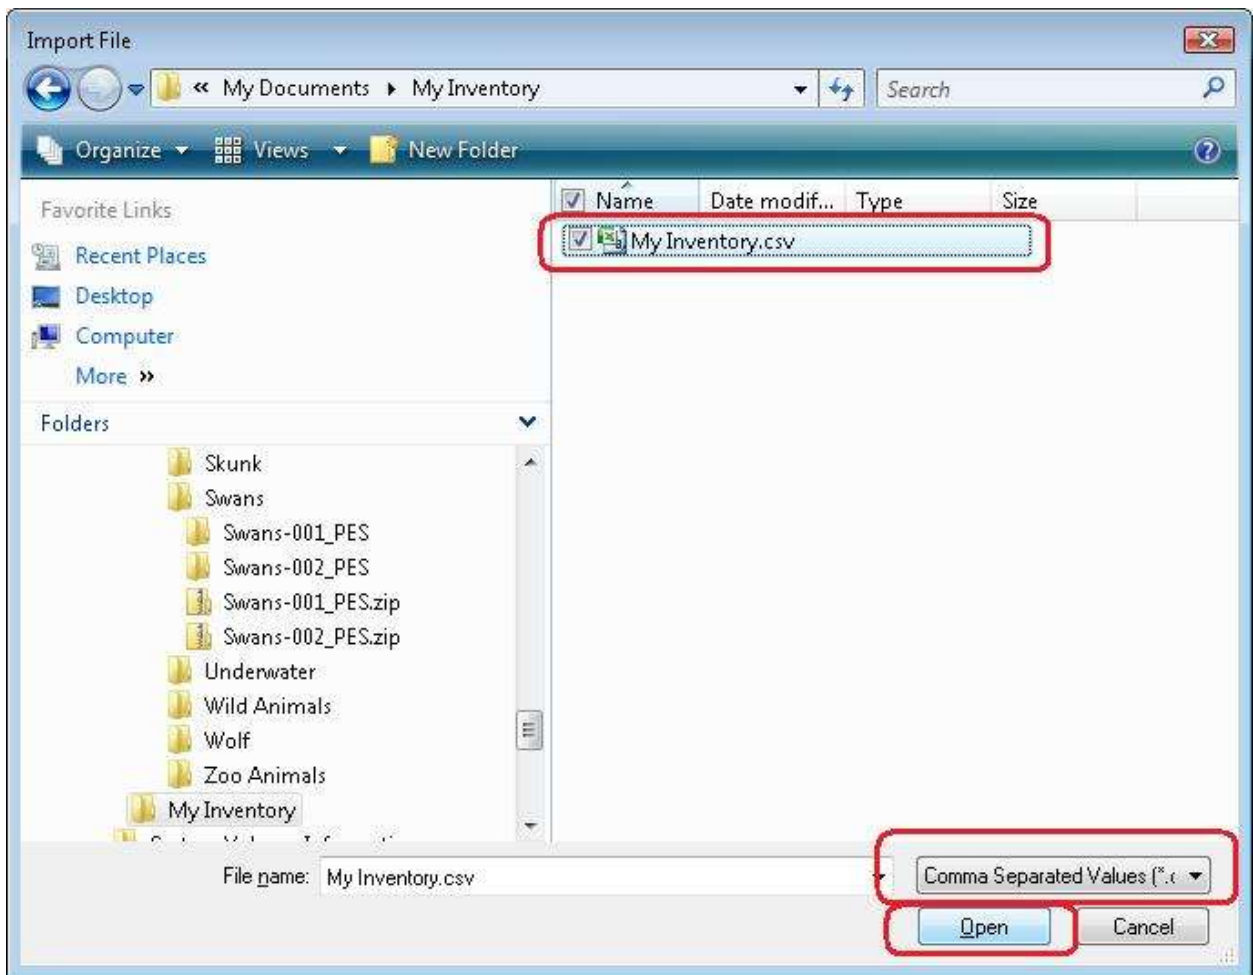 Import File
« My Documents ▸ My Inventory
Search
Organize
Views
New Folder
Favorite Links
Recent Places
Desktop
Computer
More »
Folders
Skunk
Swans
Swans-001_PES
Swans-002_PES
Swans-001_PES.zip
Swans-002_PES.zip
Underwater
Wild Animals
Wolf
Zoo Animals
My Inventory
Name Date modif... Type Size
My Inventory.csv
File name: My Inventory.csv
Comma Separated Values (*.c
Open Cancel